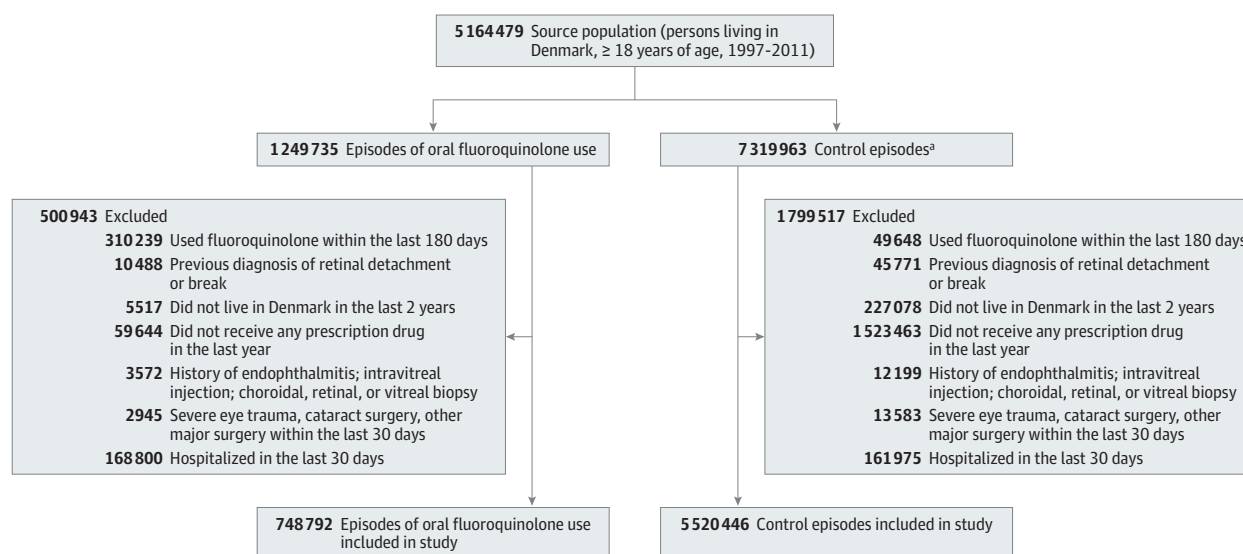 5164479 Source population (persons living in
Denmark, ≥ 18 years of age, 1997-2011)
1249735 Episodes of oral fluoroquinolone use
7319963 Control episodesa
500943 Excluded
310239 Used fluoroquinolone within the last 180 days
10488 Previous diagnosis of retinal detachment
or break
5517 Did not live in Denmark in the last 2 years
59644 Did not receive any prescription drug
in the last year
3572 History of endophthalmitis; intravitreal
injection; choroidal, retinal, or vitreal biopsy
2945 Severe eye trauma, cataract surgery, other
major surgery within the last 30 days
168800 Hospitalized in the last 30 days
1799517 Excluded
49648 Used fluoroquinolone within the last 180 days
45771 Previous diagnosis of retinal detachment
or break
227078 Did not live in Denmark in the last 2 years
1523463 Did not receive any prescription drug
in the last year
12199 History of endophthalmitis; intravitreal
injection; choroidal, retinal, or vitreal biopsy
13583 Severe eye trauma, cataract surgery, other
major surgery within the last 30 days
161975 Hospitalized in the last 30 days
748792 Episodes of oral fluoroquinolone use
included in study
5520446 Control episodes included in study